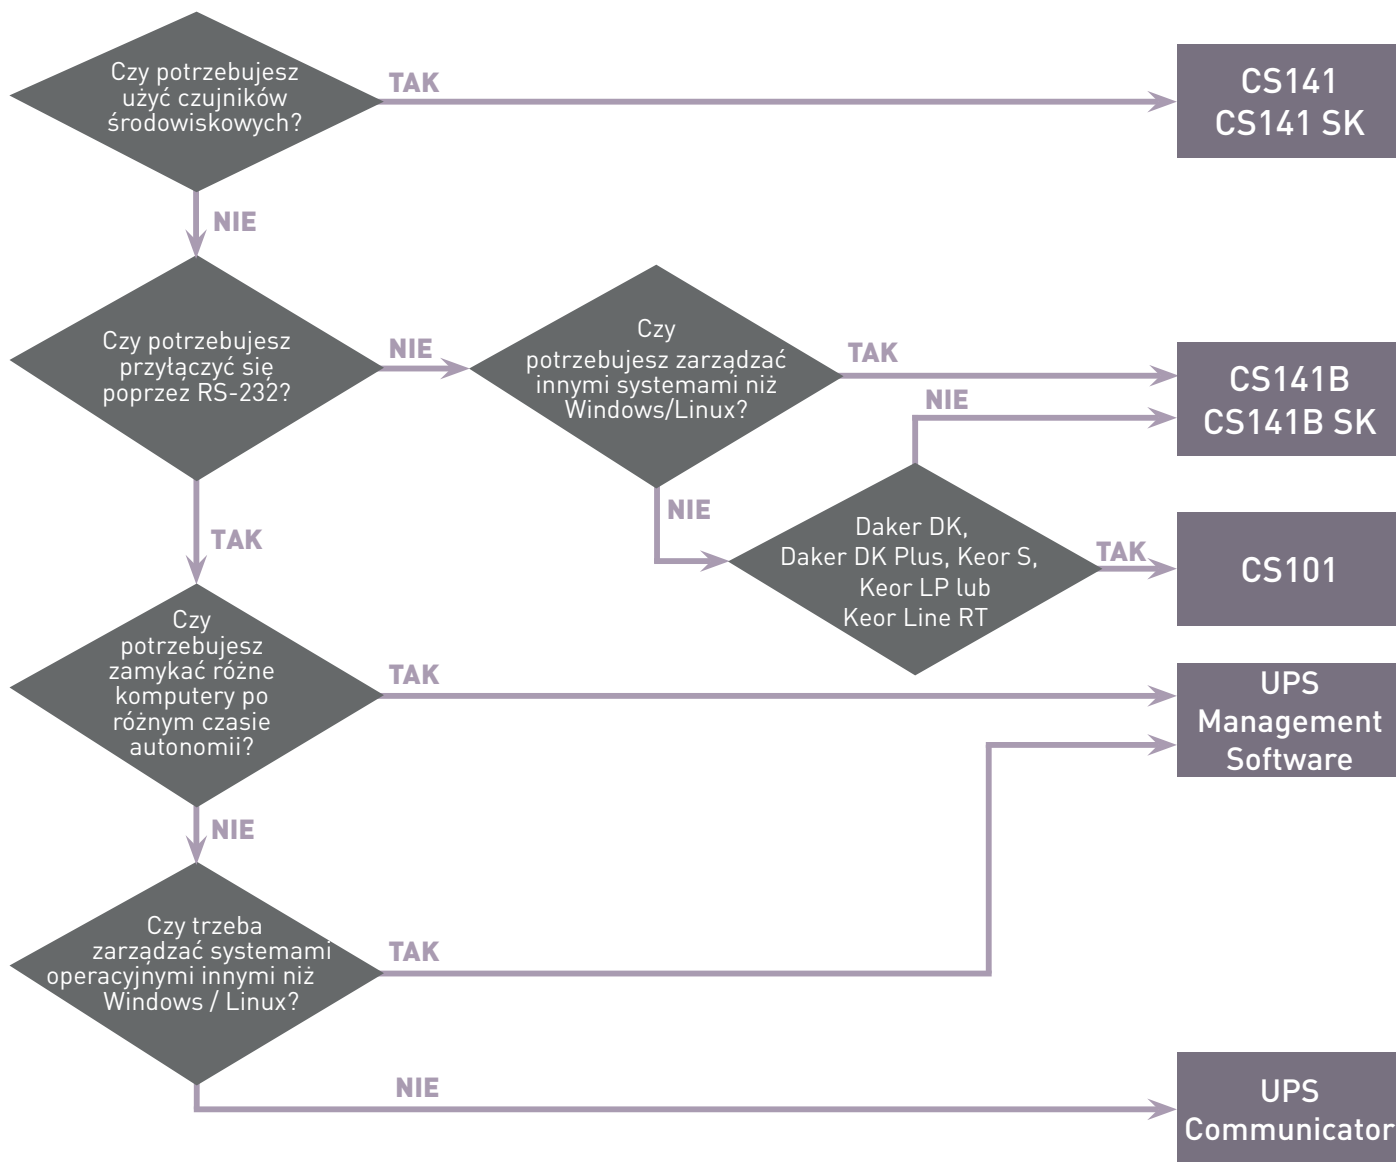 Czy potrzebujesz
użyć czujników
środowiskowych?
TAK
CS141
CS141 SK
NIE
Czy potrzebujesz
przyłączyć się
poprzez RS-232?
NIE
Czy
potrzebujesz zarządzać
innymi systemami niż
Windows/Linux?
TAK
CS141B
CS141B SK
NIE
NIE
Daker DK,
Daker DK Plus, Keor S,
Keor LP lub
Keor Line RT
TAK
CS101
TAK
Czy
potrzebujesz
zamykać różne
komputery po
różnym czasie
autonomii?
TAK
UPS
Management
Software
NIE
Czy trzeba
zarządzać systemami
operacyjnymi innymi niż
Windows / Linux?
TAK
NIE
UPS
Communicator